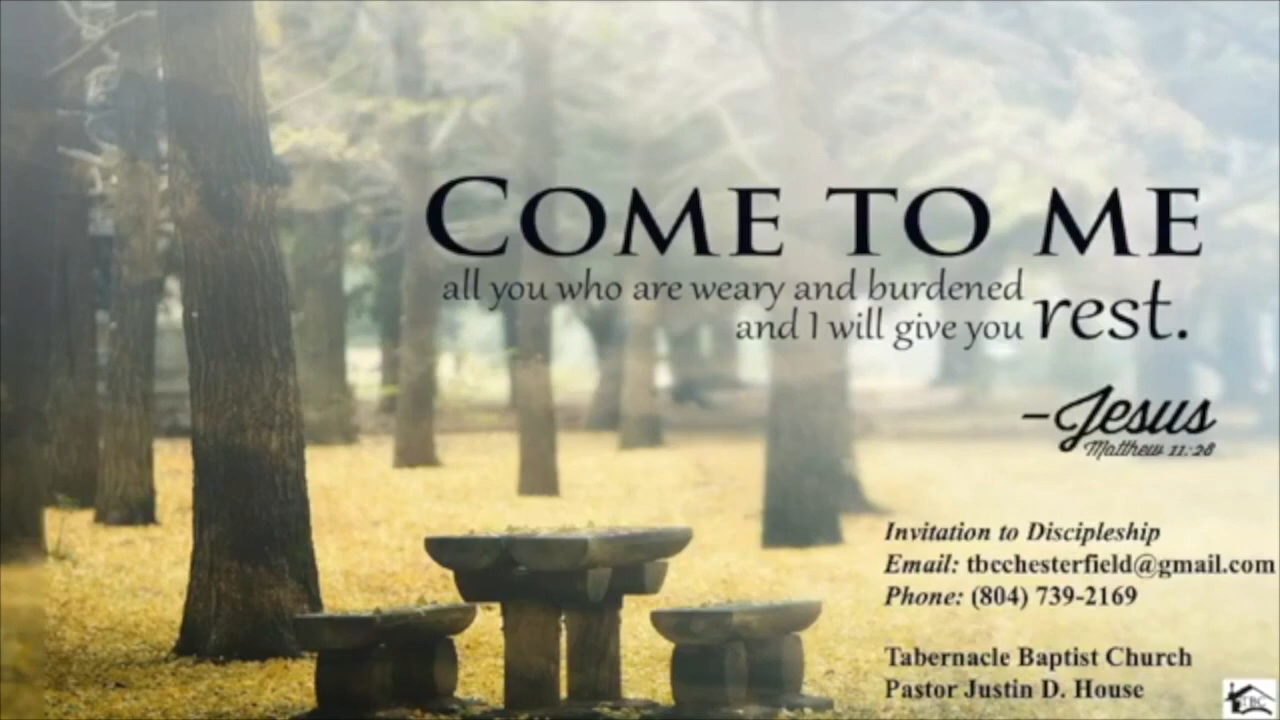 COME TO ME
all you who are weary and burdened
and I will give you rest.
–Jesus
Matthew 11:28
Invitation to Discipleship
Email: tbcchesterfield@gmail.com
Phone: (804) 739-2169
Tabernacle Baptist Church
Pastor Justin D. House
TBC